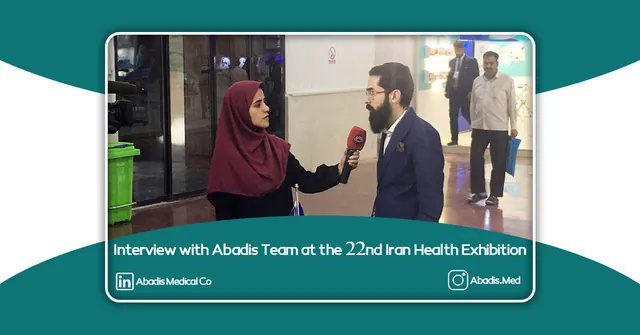 Interview with Abadis Team at the 22nd Iran Health Exhibition
Abadis Medical Co
Abadis.Med